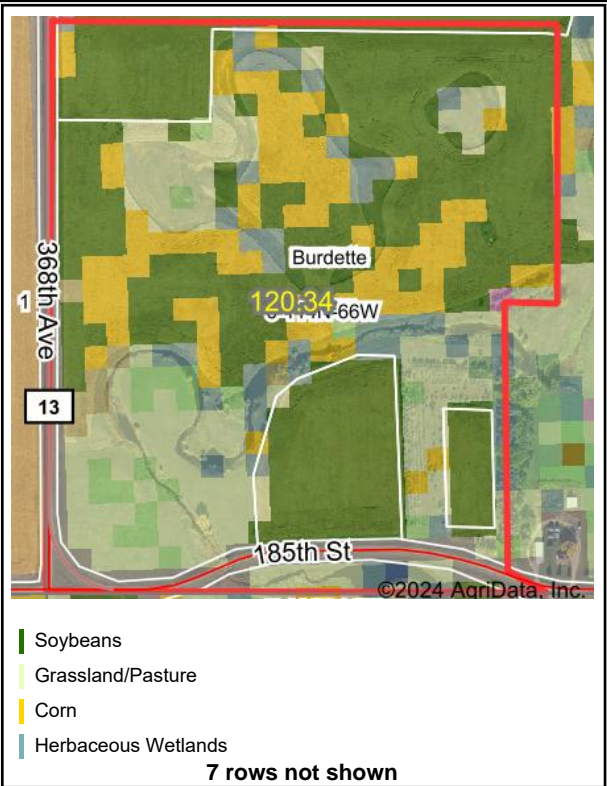 Burdette
120.34
66W
368th Ave
1
13
185th St
©2024 AgriData, Inc.
Soybeans
Grassland/Pasture
Corn
Herbaceous Wetlands
7 rows not shown